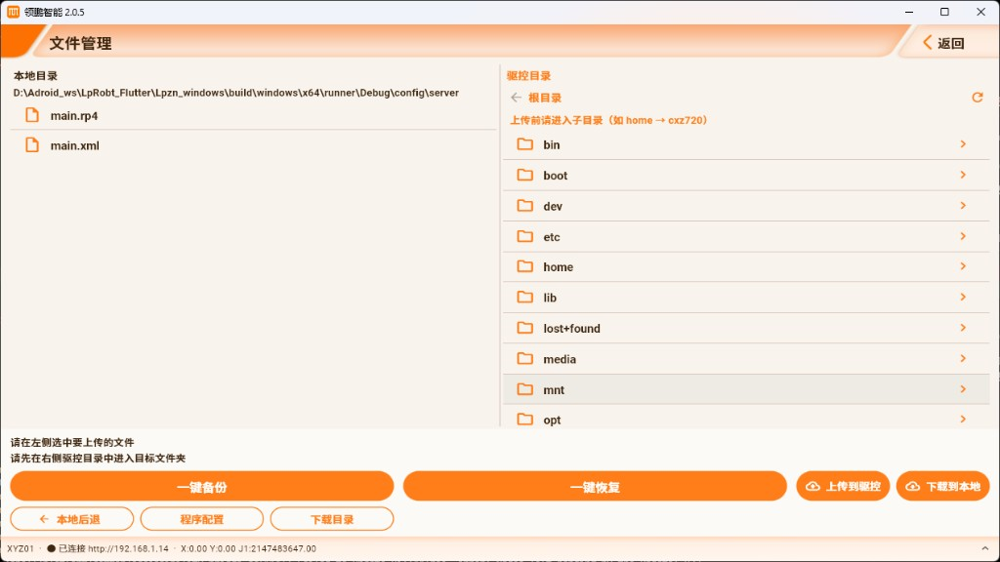 领鹏智能 2.0.5
文件管理
返回
本地目录
D:\Adroid_ws\LpRobt_Flutter\Lpzn_windows\build\windows\x64\runner\Debug\config\server
main.rp4
main.xml
驱控目录
← 根目录
上传前请进入子目录（如 home → cxz720）
bin
boot
dev
etc
home
lib
lost+found
media
mnt
opt
请在左侧选中要上传的文件
请先在右侧驱控目录中进入目标文件夹
一键备份
一键恢复
上传到驱控
下载到本地
← 本地后退
程序配置
下载目录
XYZ01 · ● 已连接 http://192.168.1.14 · X:0.00 Y:0.00 J1:2147483647.00